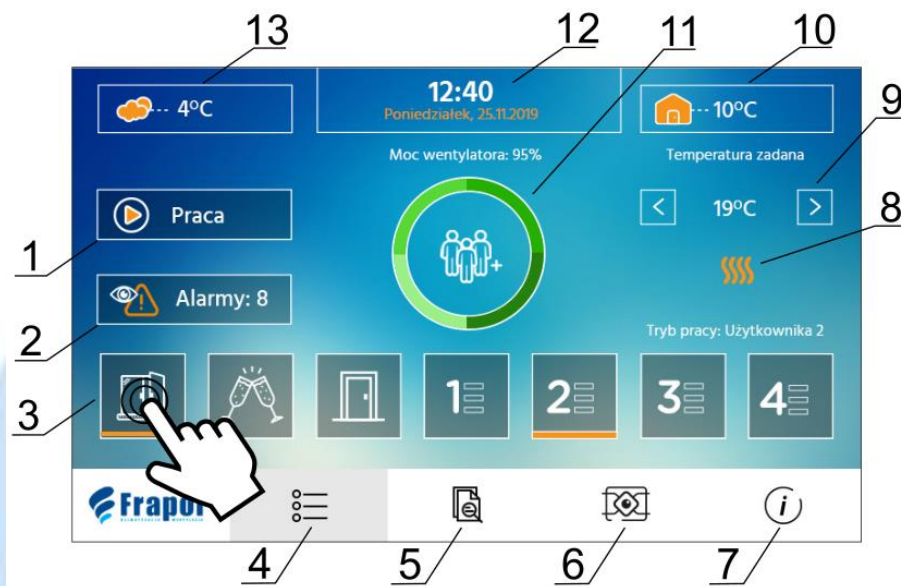 13
12
11
10
4°C
12:40
Poniedziałek, 25.11.2019
10°C
Moc wentylatora: 95%
Temperatura zadana
9
19°C
Praca
1
8
Alarmy: 8
2
+
Tryb pracy: Użytkownika 2
3
1
2
3
4
Frapol
i
4
5
6
7